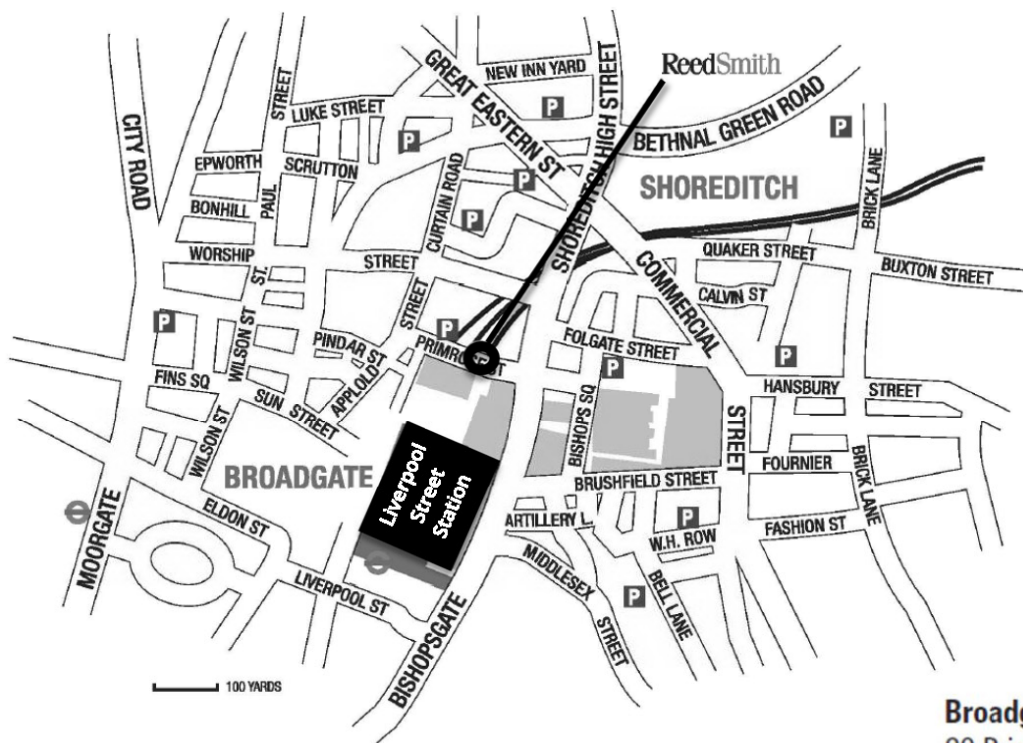 ReedSmith
NEW INN YARD
GREAT EASTERN ST
SHOREDITCH HIGH STREET
BETHNAL GREEN ROAD
LUKE STREET
STREET
CITY ROAD
P
P
P
EPWORTH
SCRUTTON
PAUL
CURTAIN ROAD
P
SHOREDITCH
BRICK LANE
BONHILL
P
WORSHIP
STREET
ST.
QUAKER STREET
BUXTON STREET
COMMERCIAL
CALVIN ST
STREET
P
WILSON ST
PINDAR ST
P
PRIMROSE ST
FOLGATE STREET
P
P
FINS SQ
APPLOLD
HANSBURY
STREET
SUN STREET
BISHOPS SQ
STREET
WILSON ST
BROADGATE
Liverpool
Street
Station
FOURNIER
BRICK LANE
BRUSHFIELD STREET
ELDON ST
ARTILLERY L.
P
FASHION ST
W.H. ROW
MOORGATE
MIDDLESEX
STREET
BELL LANE
P
LIVERPOOL ST
BISHOPSGATE
100 YARDS